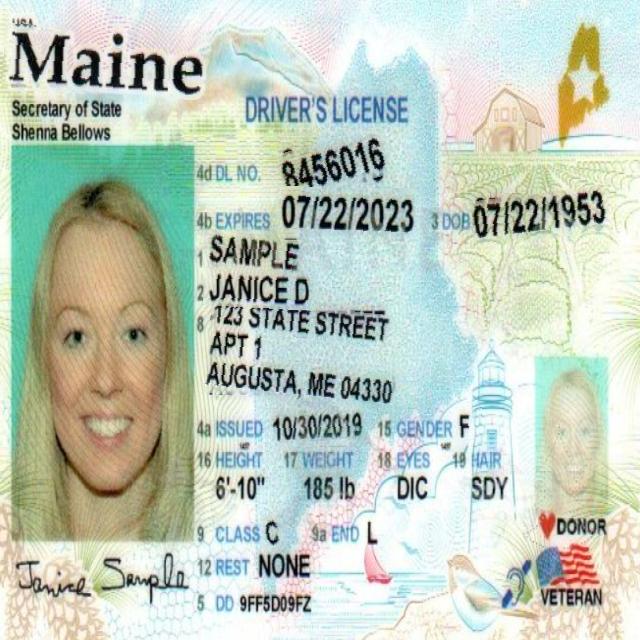 USA
Maine
Secretary of State
Shenna Bellows
DRIVER'S LICENSE
4d DL NO. 8456016
4b EXPIRES 07/22/2023 3 DOB 07/22/1953
1 SAMPLE
2 JANICE D
8 123 STATE STREET
APT 1
AUGUSTA, ME 04330
4a ISSUED 10/30/2019 15 GENDER F
16 HEIGHT 17 WEIGHT 18 EYES 19 HAIR
6'-10" 185 lb DIC SDY
9 CLASS C 9a END L
DONOR
12 REST NONE
Janice Sample
5 DD 9FF5D09FZ
VETERAN